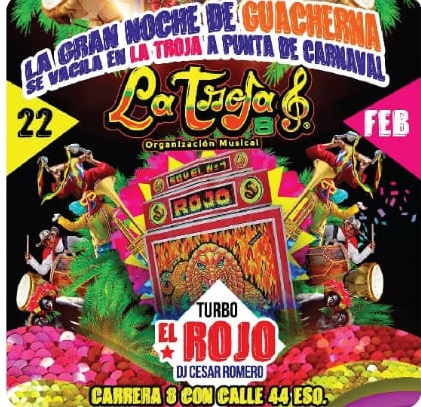 LA GRAN NOCHE DE GUACHERNA
SE VACILA EN LA TROJA A PUNTA DE CARNAVAL
La Troja
8
Organización Musical
22
FEB
ROJO
TURBO
EL ROJO
DJ CESAR ROMERO
CARRERA 8 CON CALLE 44 ESQ.